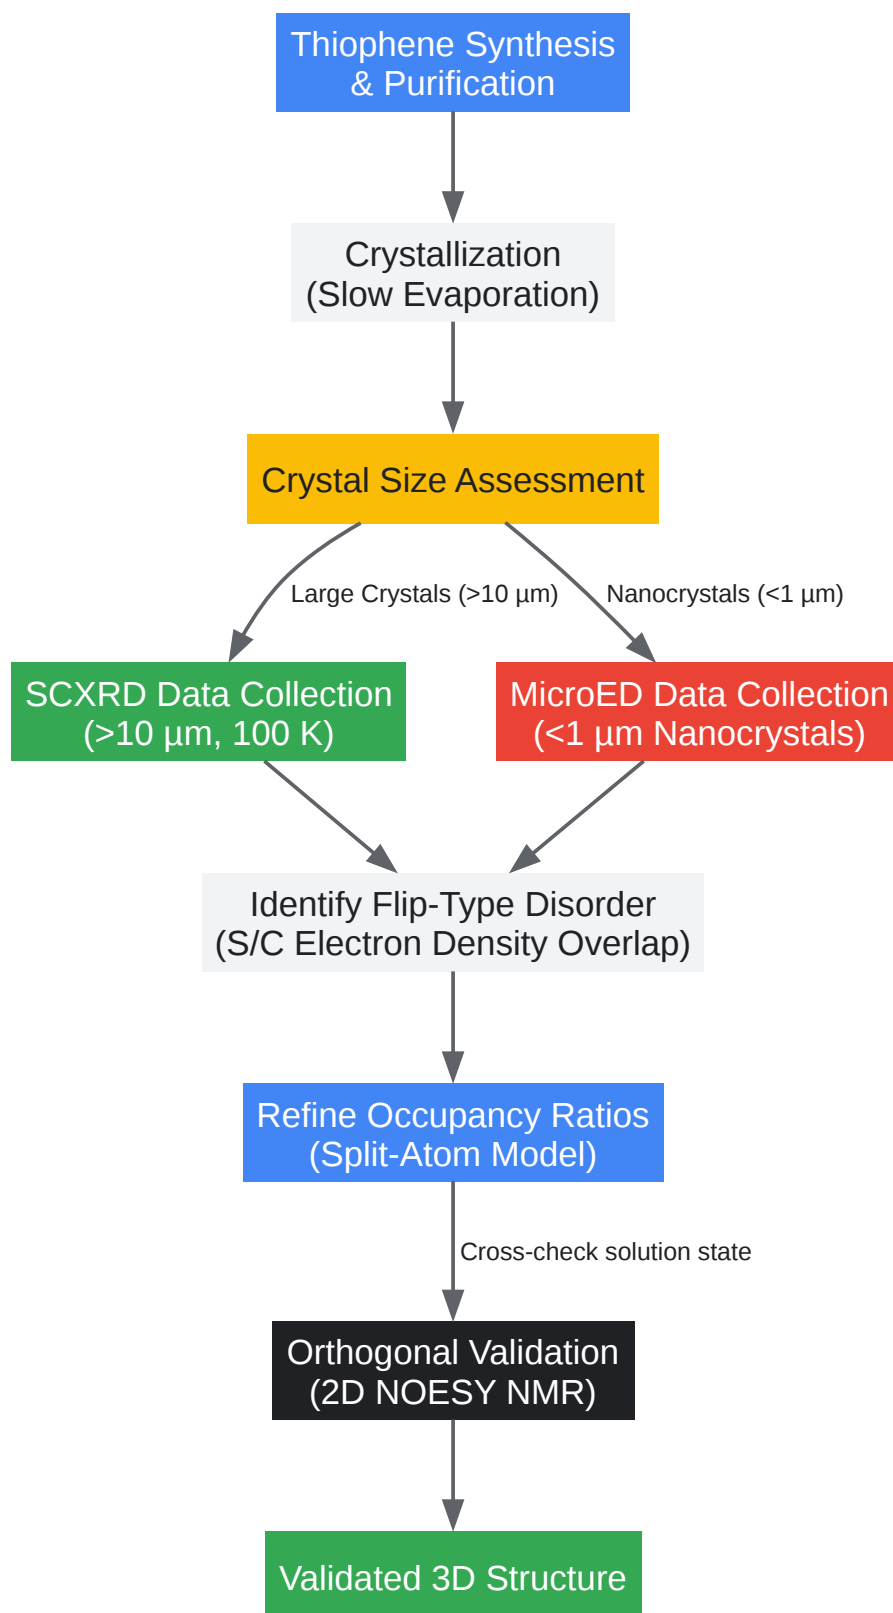 Thiophene Synthesis
& Purification
Crystallization
(Slow Evaporation)
Crystal Size Assessment
Large Crystals (>10 µm)
Nanocrystals (<1 µm)
SCXRD Data Collection
(>10 µm, 100 K)
MicroED Data Collection
(<1 µm Nanocrystals)
Identify Flip-Type Disorder
(S/C Electron Density Overlap)
Refine Occupancy Ratios
(Split-Atom Model)
Cross-check solution state
Orthogonal Validation
(2D NOESY NMR)
Validated 3D Structure